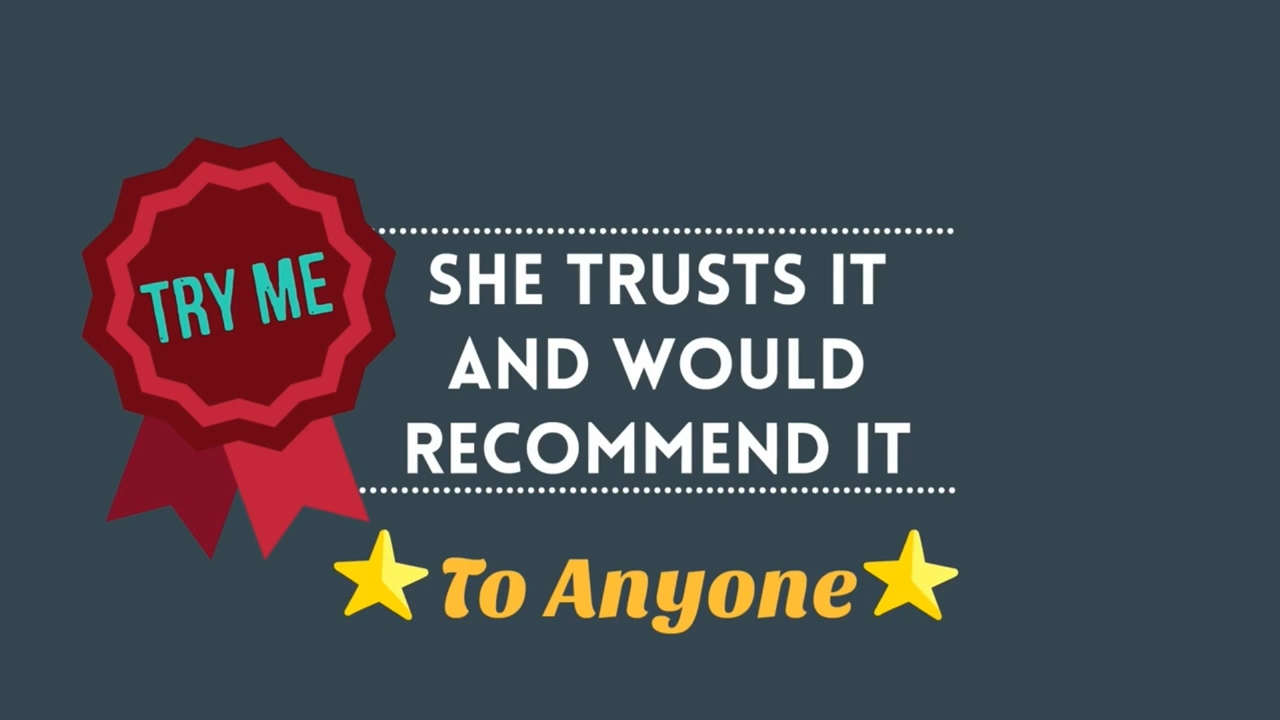 TRY ME
SHE TRUSTS IT
AND WOULD
RECOMMEND IT
To Anyone